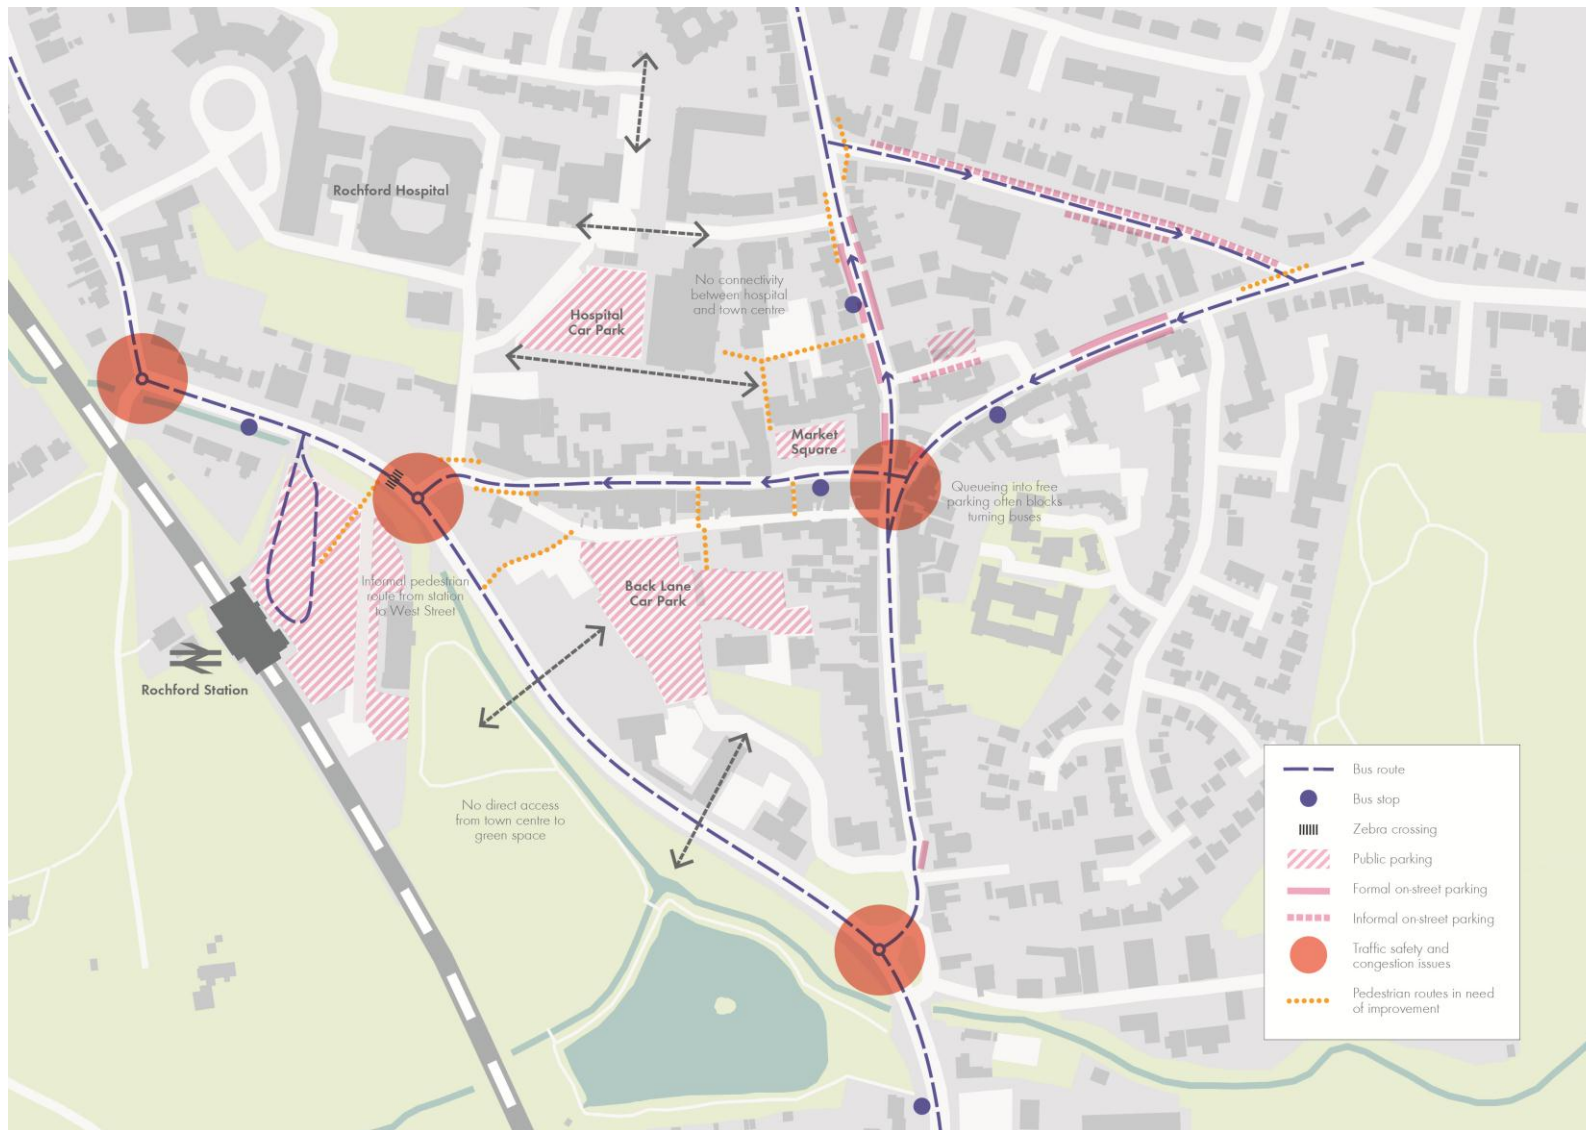 Rochford Hospital
No connectivity
between hospital
and town centre
Hospital
Car Park
Market
Square
Queueing into free
parking often blocks
turning buses
Informal pedestrian
route from station
to West Street
Back Lane
Car Park
Rochford Station
No direct access
from town centre to
green space
Bus route
Bus stop
Zebra crossing
Public parking
Formal on-street parking
Informal on-street parking
Traffic safety and
congestion issues
Pedestrian routes in need
of improvement